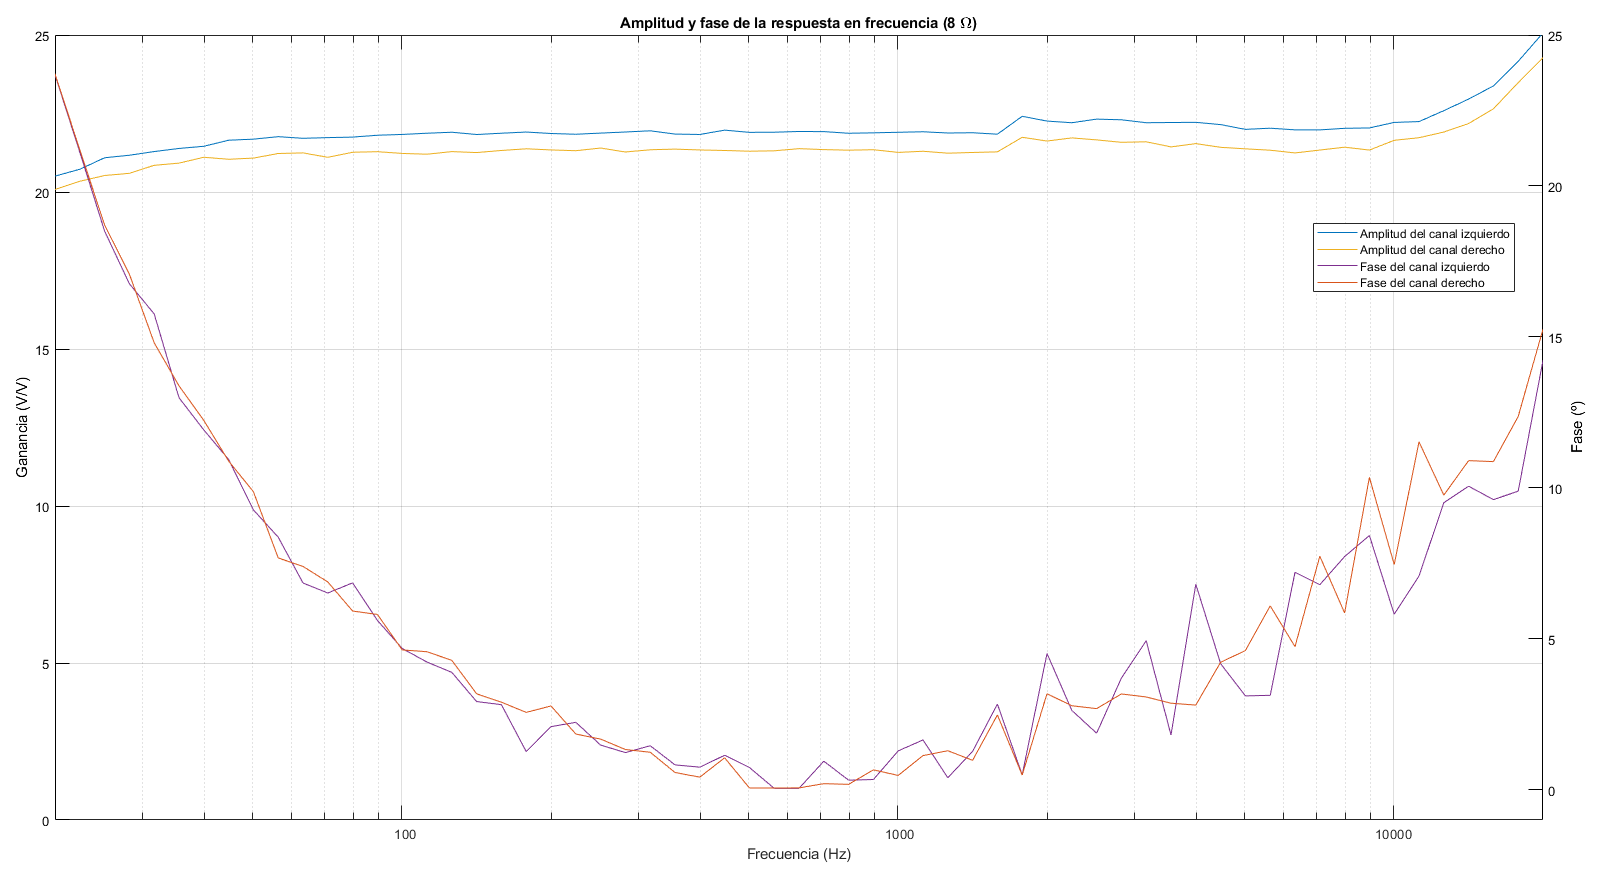 Amplitud y fase de la respuesta en frecuencia (8 Ω)
25
20
15
10
5
0
Ganancia (V/V)
25
20
15
10
5
0
Fase (º)
Amplitud del canal izquierdo
Amplitud del canal derecho
Fase del canal izquierdo
Fase del canal derecho
100
1000
10000
Frecuencia (Hz)